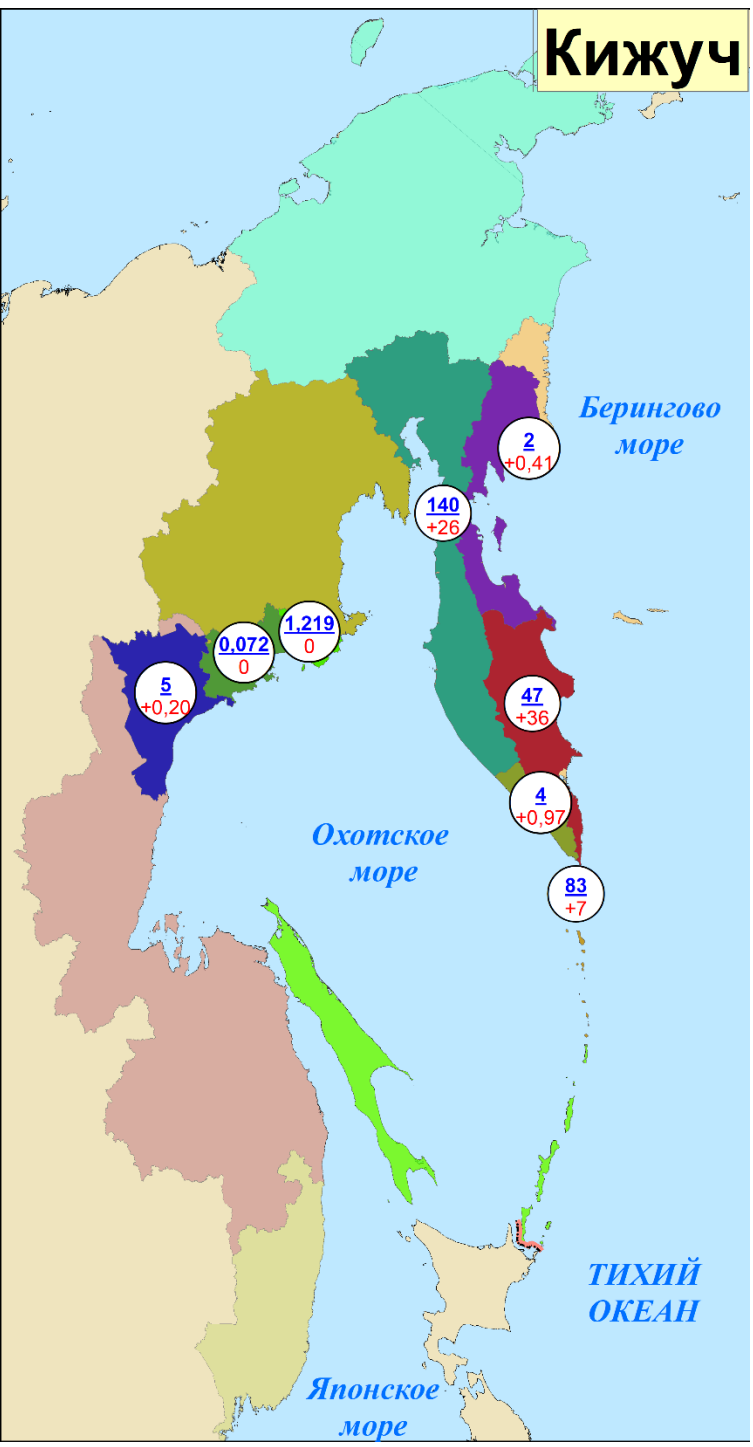 Кижуч
Берингово
море
2
+0,41
140
+26
1,219
0
0,072
0
5
+0,20
47
+36
4
+0,97
Охотское
море
83
+7
ТИХИЙ
ОКЕАН
Японское
море